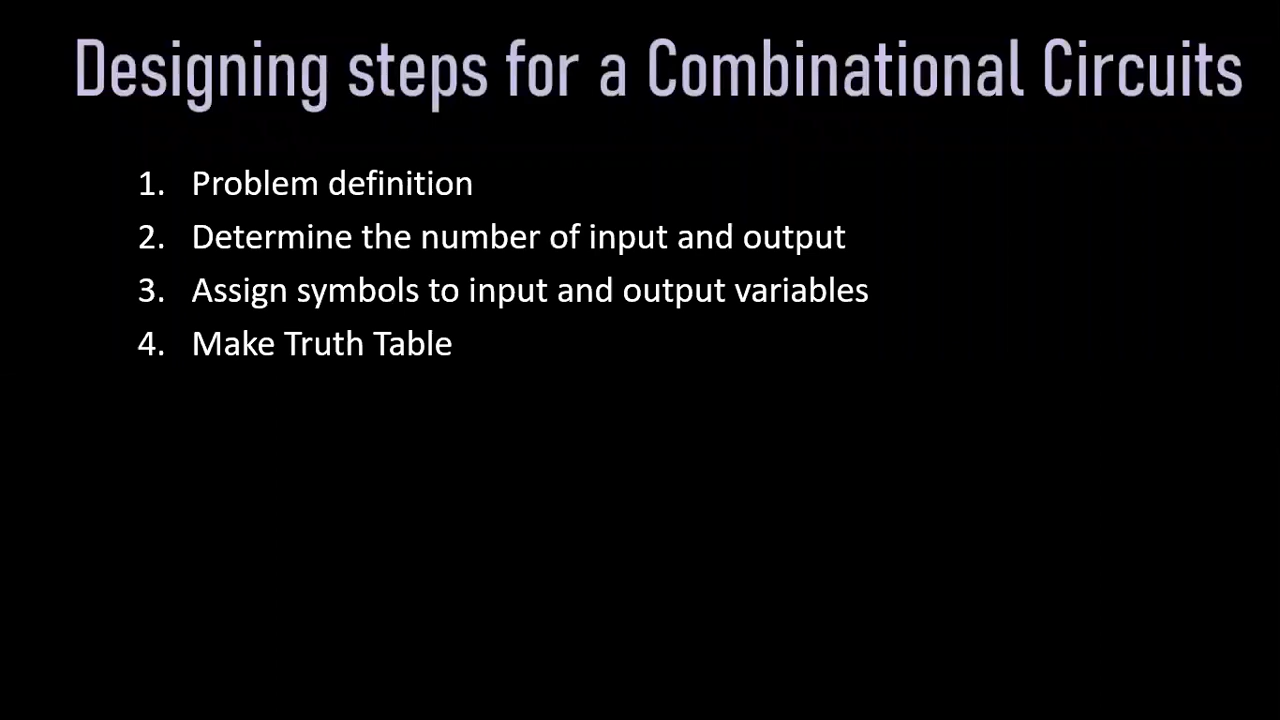 Designing steps for a Combinational Circuits
1. Problem definition
2. Determine the number of input and output
3. Assign symbols to input and output variables
4. Make Truth Table